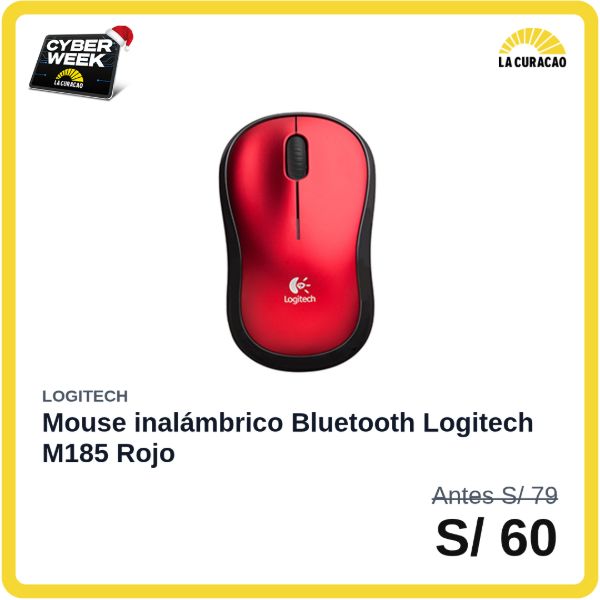 CYBER
WEEK
LA CURACAO
LA CURACAO
Logitech
LOGITECH
Mouse inalámbrico Bluetooth Logitech
M185 Rojo
Antes S/ 79
S/ 60